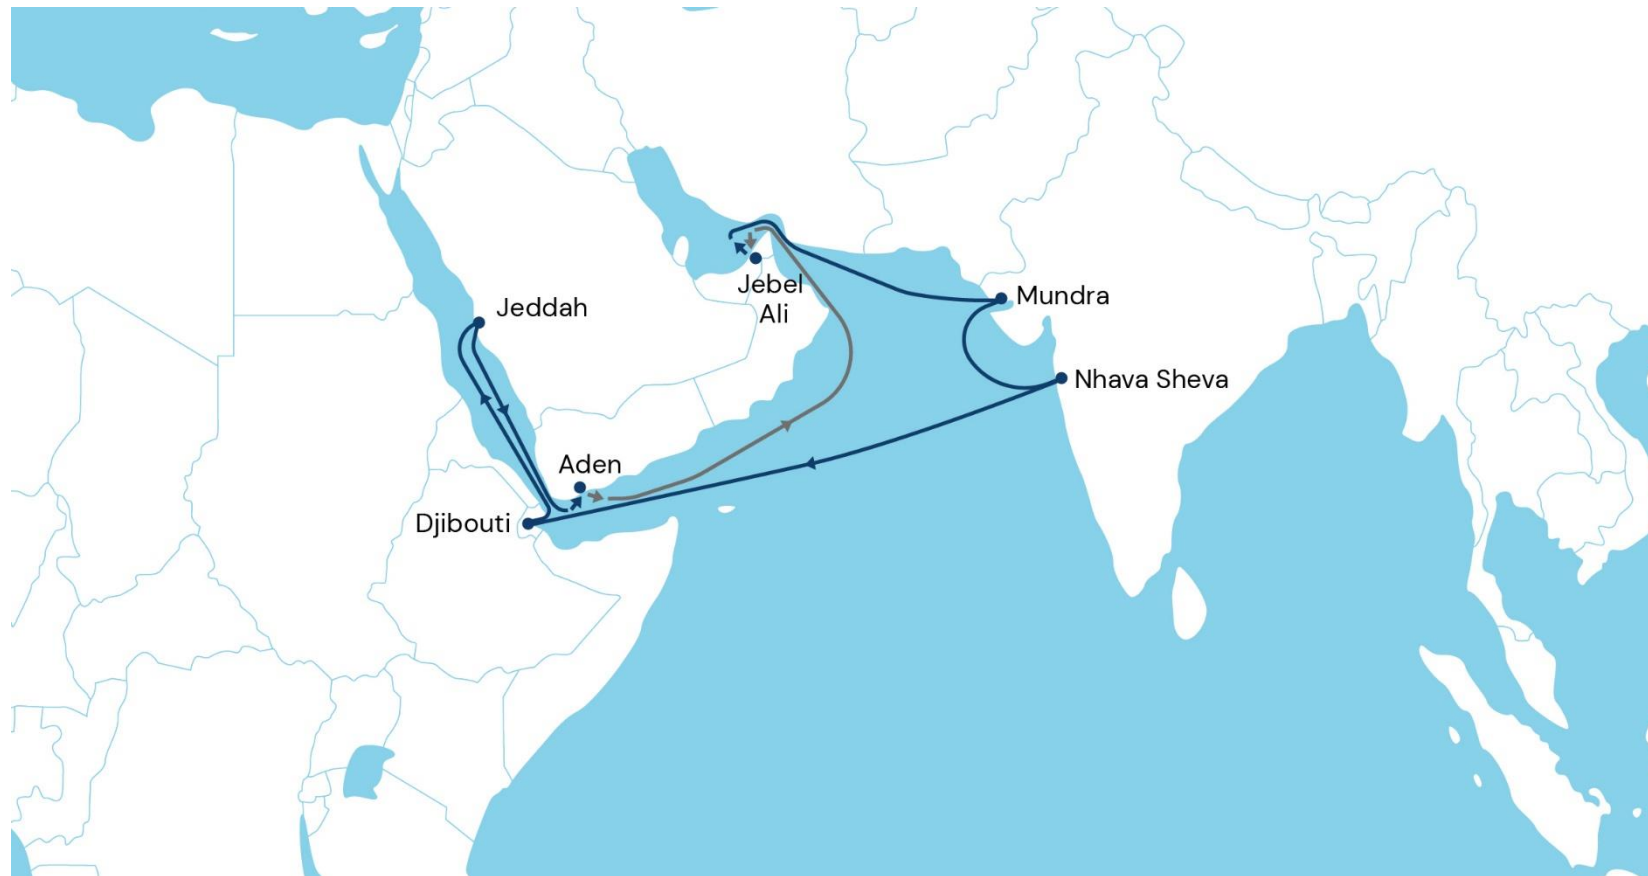 Jebel
Ali
Mundra
Jeddah
Nhava Sheva
Aden
Djibouti